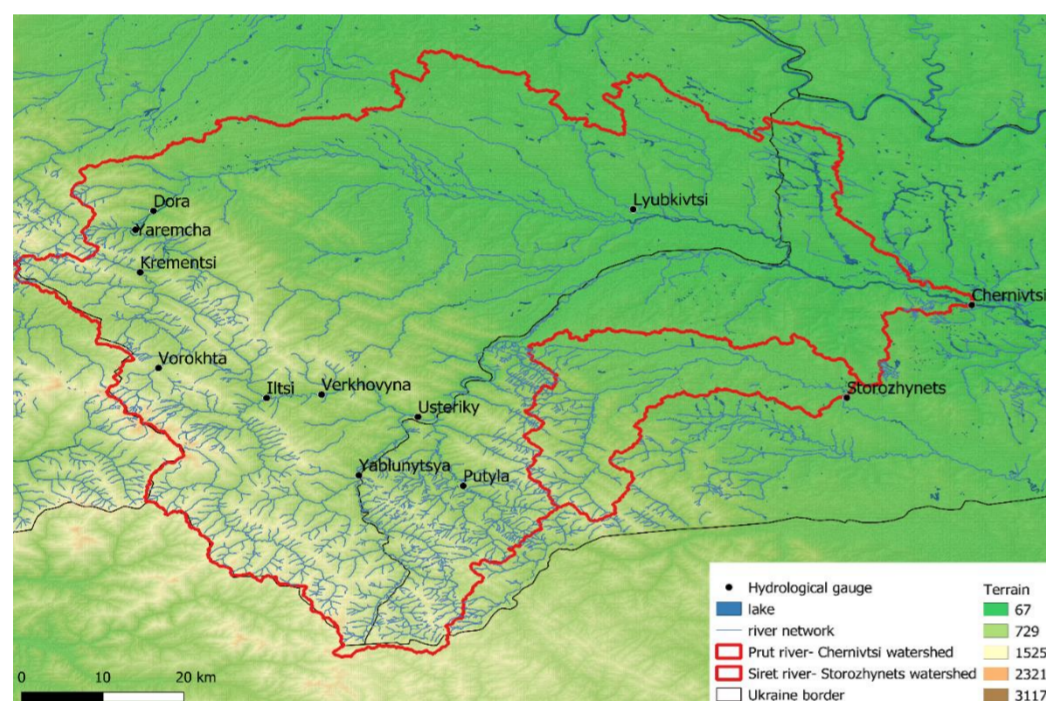 Dora
Lyubkivtsi
Yaremcha
Krementsi
Chernivtsi
Vorokhta
Iltsi
Verkhovyna
Storozhynets
Usteriky
Yablunytsya
Putyla
Hydrological gauge
lake
river network
Prut river- Chernivtsi watershed
Siret river- Storozhynets watershed
Ukraine border
Terrain
67
729
1525
2321
3117
0 10 20 km